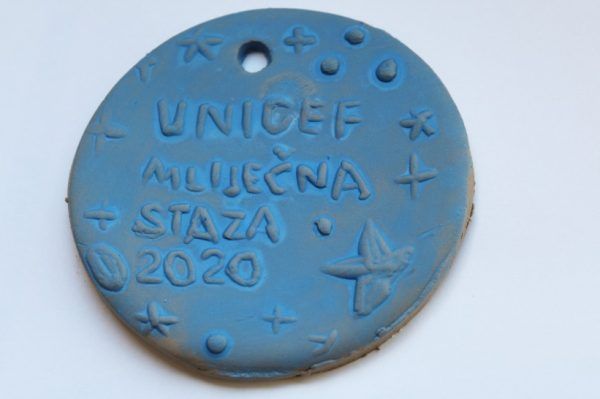 UNICEF
MLIJEČNA
STAZA
2020